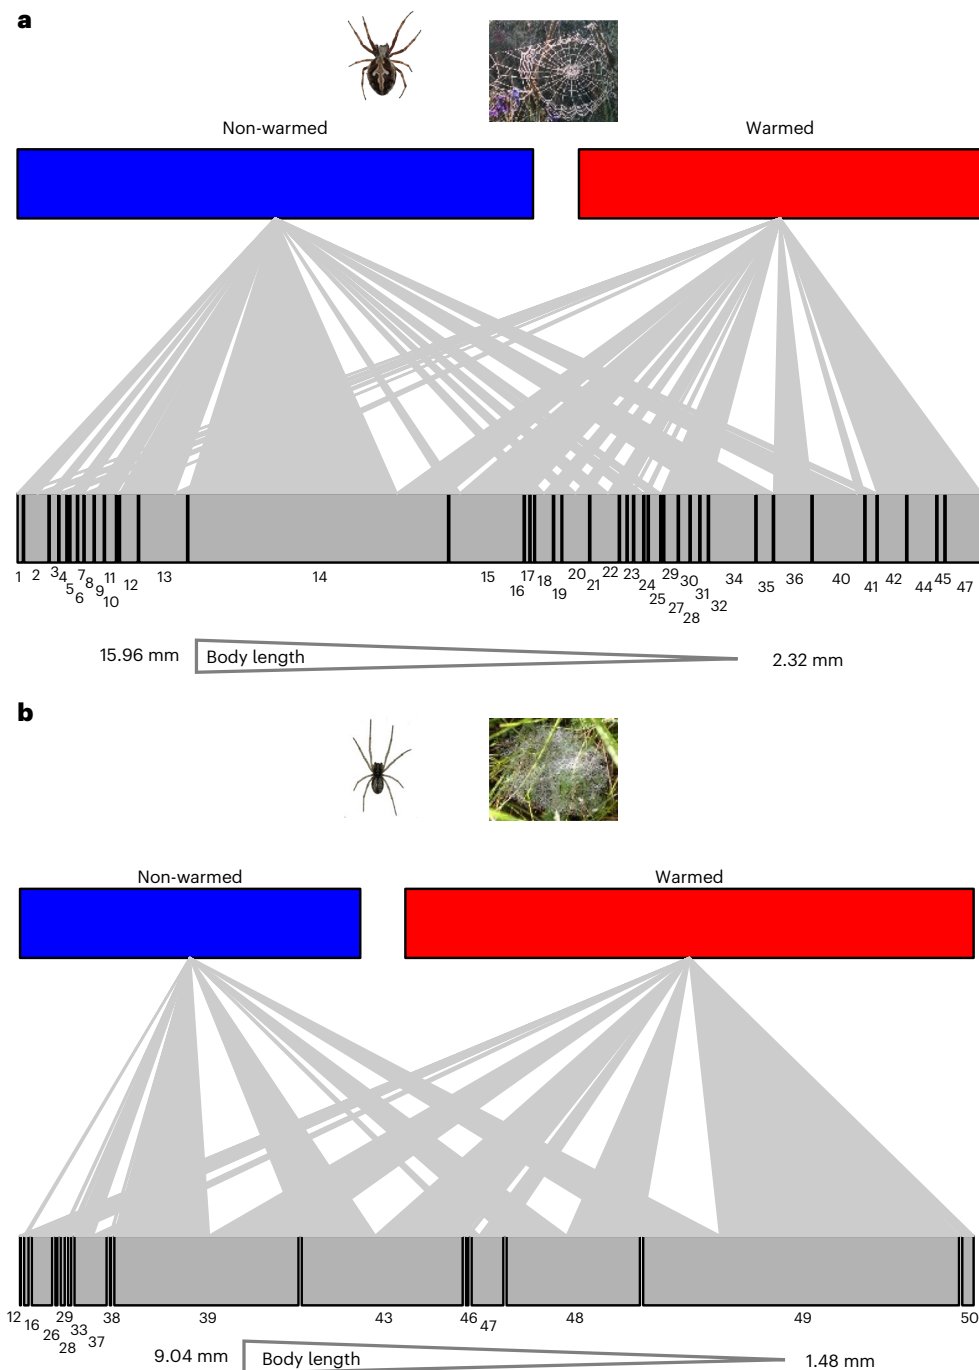 a
Non-warmed Warmed
1 2 3 4 5 6 7 8 9 10 11 12 13 14 15 16 17 18 19 20 21 22 23 24 25 27 28 29 30 31 32 34 35 36 40 41 42 44 45 47
15.96 mm Body length 2.32 mm
b
Non-warmed Warmed
12 16 26 28 29 33 37 38 39 43 46 47 48 49 50
9.04 mm Body length 1.48 mm